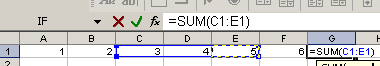 IF =SUM(C1:E1)
A B C D E F G
1 1 2 3 4 5 6 =SUM(C1:E1)